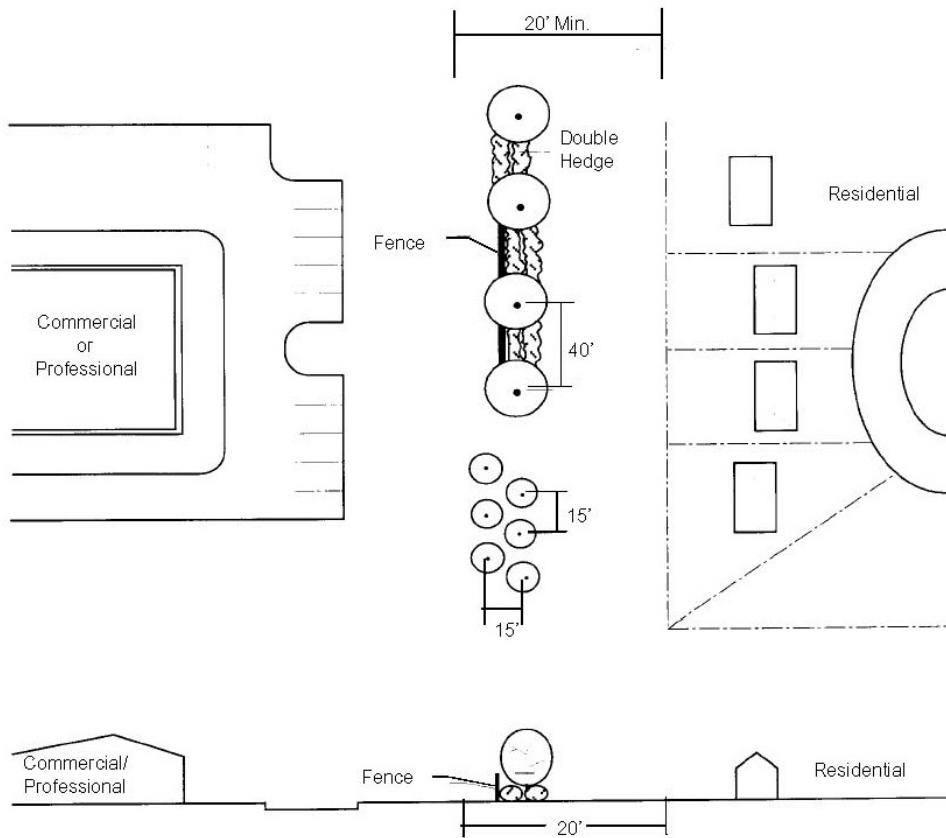 20' Min.
Double
Hedge
Residential
Fence
Commercial
or
Professional
40'
15'
15'
Commercial/
Professional
Fence
Residential
20'